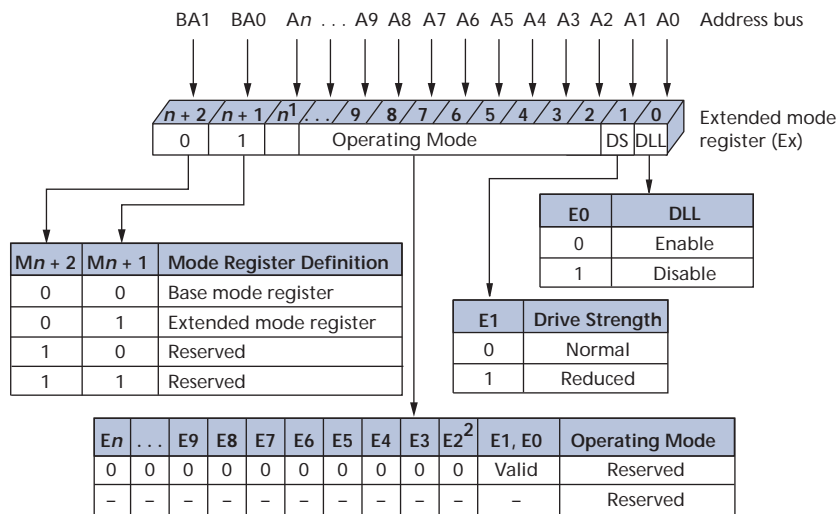 BA1 BA0 An ... A9 A8 A7 A6 A5 A4 A3 A2 A1 A0 Address bus
n + 2 n + 1 n1 ... 9 8 7 6 5 4 3 2 1 0
Extended mode
register (Ex)
0 1 Operating Mode DS DLL
E0 DLL
0 Enable
1 Disable
Mn + 2 Mn + 1 Mode Register Definition
0 0 Base mode register
0 1 Extended mode register
1 0 Reserved
1 1 Reserved
E1 Drive Strength
0 Normal
1 Reduced
En ... E9 E8 E7 E6 E5 E4 E3 E2² E1, E0 Operating Mode
0 0 0 0 0 0 0 0 0 0 Valid Reserved
– – – – – – – – – – – Reserved